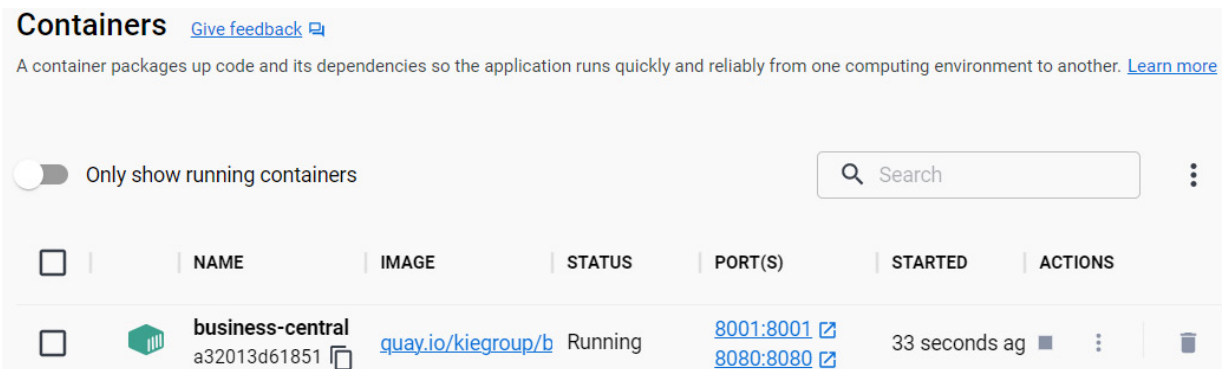 Containers Give feedback
A container packages up code and its dependencies so the application runs quickly and reliably from one computing environment to another. Learn more
Only show running containers
Search
NAME IMAGE STATUS PORT(S) STARTED ACTIONS
business-central
a32013d61851
quay.io/kiegroup/b Running
8001:8001
8080:8080
33 seconds ag